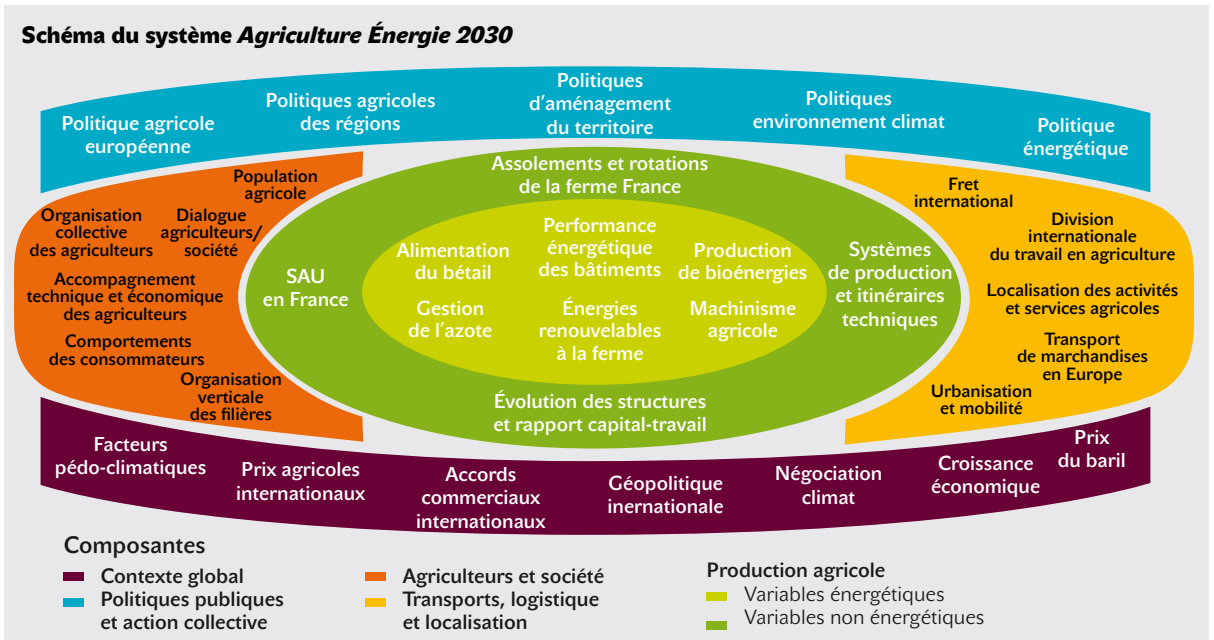 Schéma du système Agriculture Énergie 2030
Politique agricole
européenne
Politiques agricoles
des régions
Politiques
d'aménagement
du territoire
Politiques
environnement climat
Politique
énergétique
Population
agricole
Organisation
collective
des agriculteurs
Dialogue
agriculteurs/
société
Accompagnement
technique et économique
des agriculteurs
Comportements
des consommateurs
Organisation
verticale
des filières
Assolements et rotations
de la ferme France
SAU
en France
Alimentation
du bétail
Performance
énergétique
des bâtiments
Production
de bioénergies
Gestion
de l'azote
Énergies
renouvelables
à la ferme
Machinisme
agricole
Systèmes
de production
et itinéraires
techniques
Évolution des structures
et rapport capital-travail
Fret
international
Division
internationale
du travail en agriculture
Localisation des activités
et services agricoles
Transport
de marchandises
en Europe
Urbanisation
et mobilité
Facteurs
pédo-climatiques
Prix agricoles
internationaux
Accords
commerciaux
internationaux
Géopolitique
inernationale
Négociation
climat
Croissance
économique
Prix
du baril
Composantes
Contexte global
Politiques publiques
et action collective
Agriculteurs et société
Transports, logistique
et localisation
Production agricole
Variables énergétiques
Variables non énergétiques